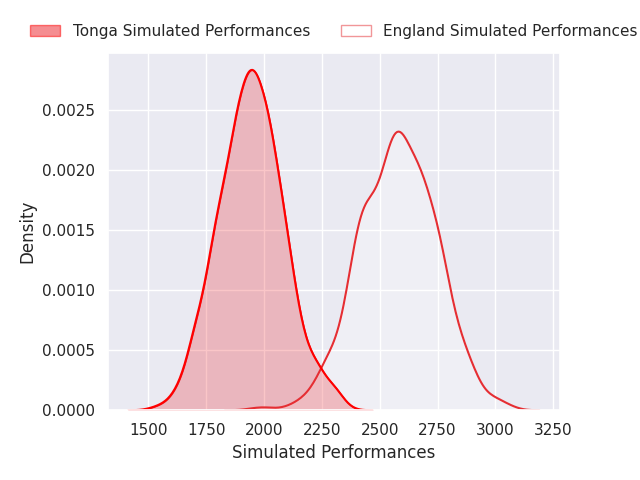 Tonga Simulated Performances England Simulated Performances
0.0025
0.0020
0.0015
0.0010
0.0005
0.0000
Density
1500 1750 2000 2250 2500 2750 3000 3250
Simulated Performances